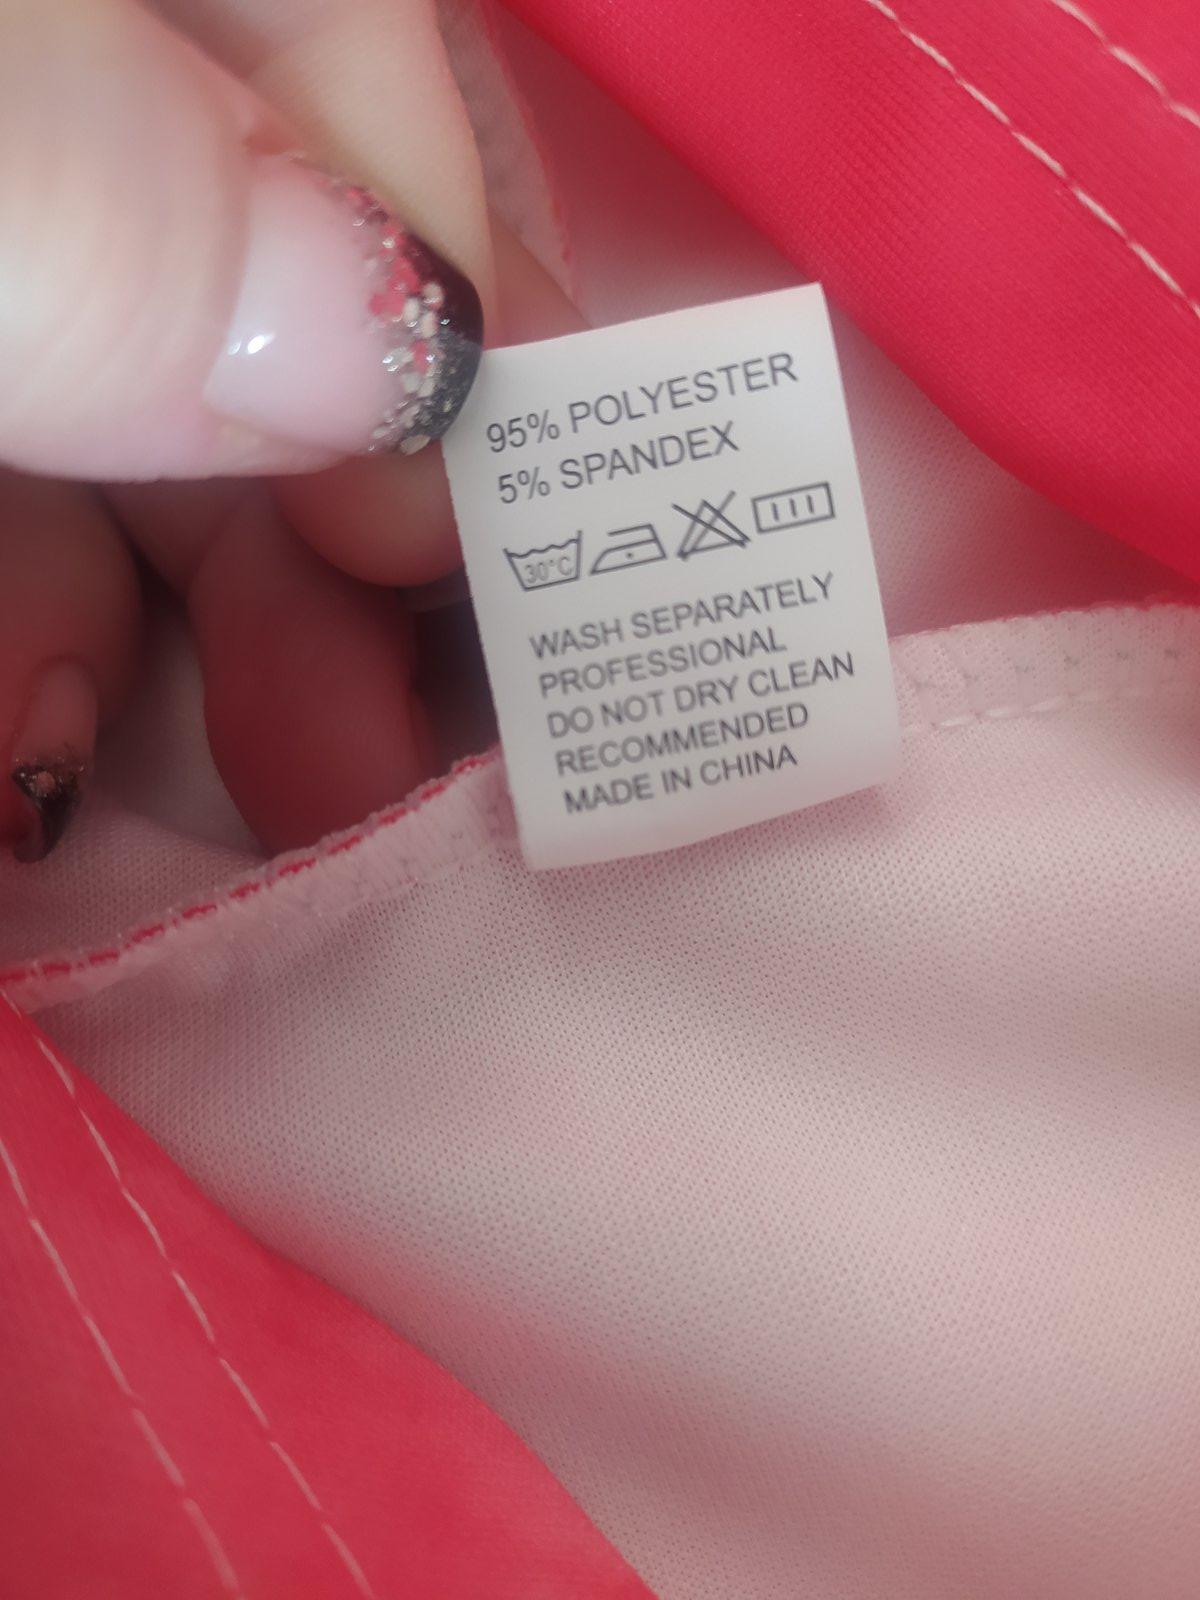 95% POLYESTER
5% SPANDEX
30°C
WASH SEPARATELY
PROFESSIONAL
DO NOT DRY CLEAN
RECOMMENDED
MADE IN CHINA